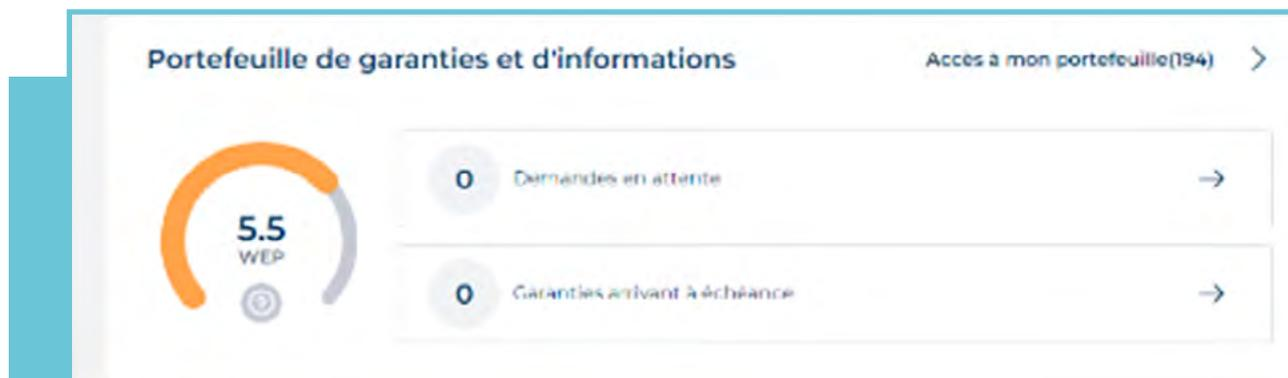 Portefeuille de garanties et d'informations
Accès à mon portefeuille(194)
5.5
WEP
0 Demandes en attente
0 Garanties arrivant à échéance